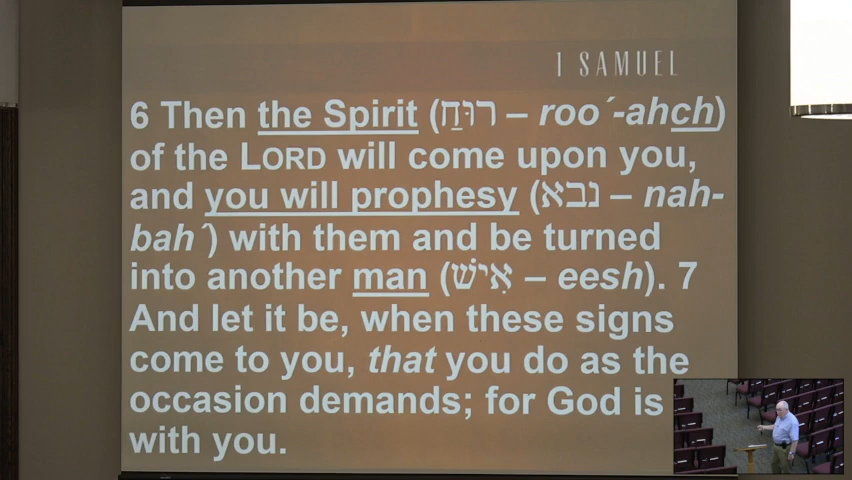 1 SAMUEL
6 Then the Spirit (רוּחַ – roo´-ahch)
of the LORD will come upon you,
and you will prophesy (נבא – nah-
bah´) with them and be turned
into another man (אִישׁ – eesh). 7
And let it be, when these signs
come to you, that you do as the
occasion demands; for God is
with you.